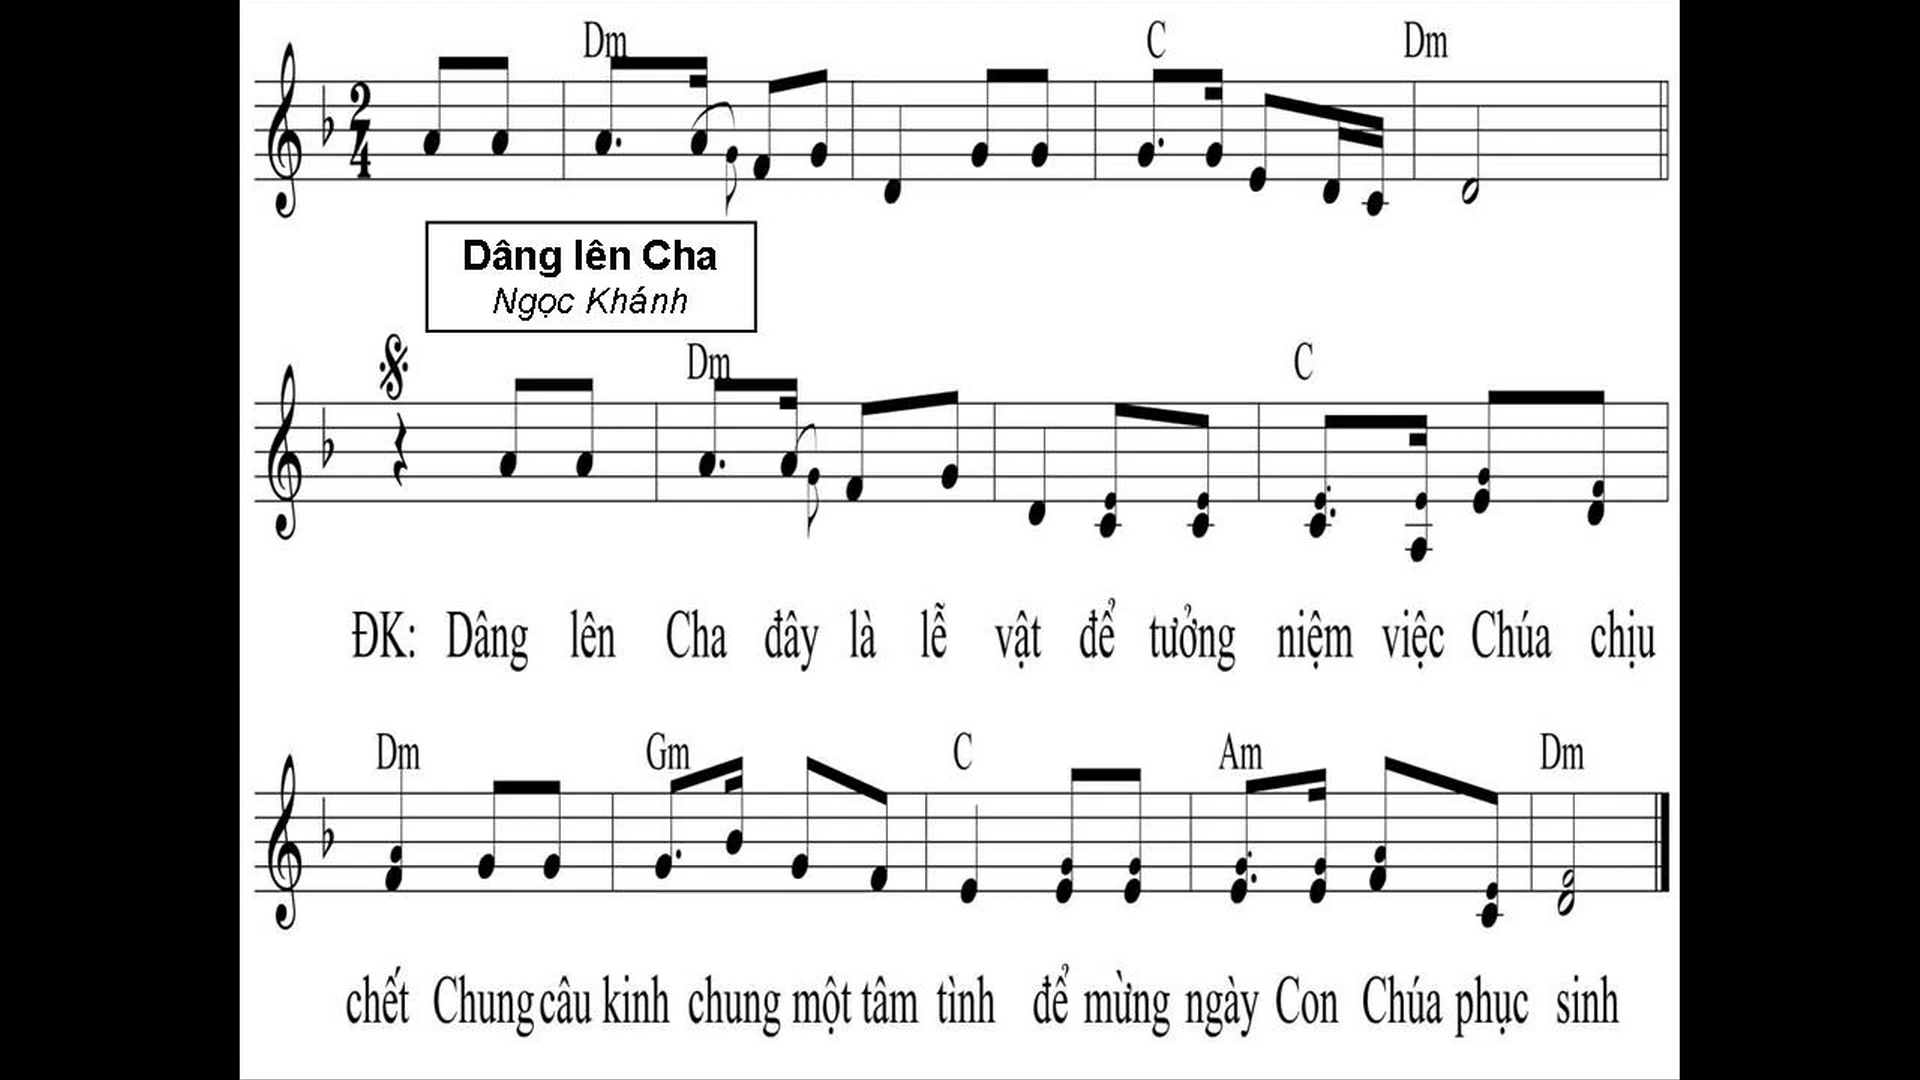 Dm C Dm
2
4
Dâng lên Cha
Ngọc Khánh
Dm C
ĐK: Dâng lên Cha đây là lễ vật để tưởng niệm việc Chúa chịu
Dm Gm C Am Dm
chết Chung câu kinh chung một tâm tình để mừng ngày Con Chúa phục sinh